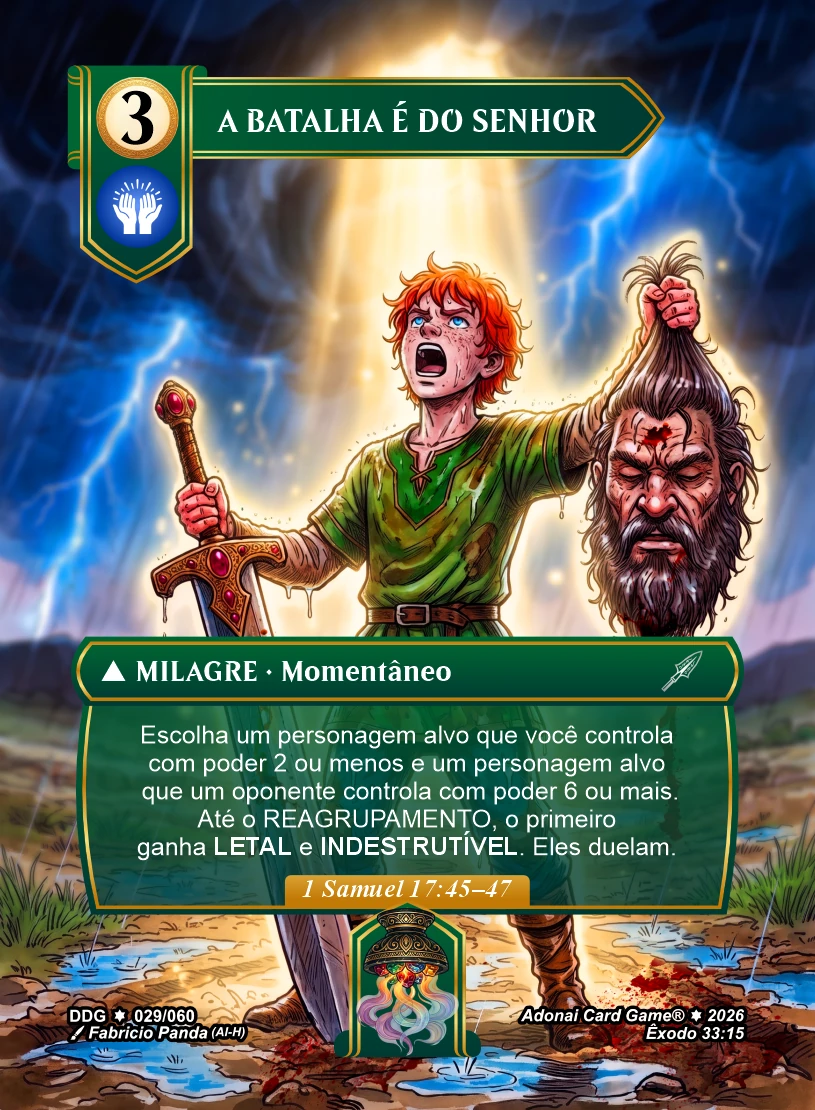 3
A BATALHA É DO SENHOR
▲ MILAGRE · Momentâneo
Escolha um personagem alvo que você controla
com poder 2 ou menos e um personagem alvo
que um oponente controla com poder 6 ou mais.
Até o REAGRUPAMENTO, o primeiro
ganha LETAL e INDESTRUTÍVEL. Eles duelam.
1 Samuel 17:45–47
DDG ✶ 029/060
Fabricio Panda (AI-H)
Adonai Card Game® ✶ 2026
Êxodo 33:15